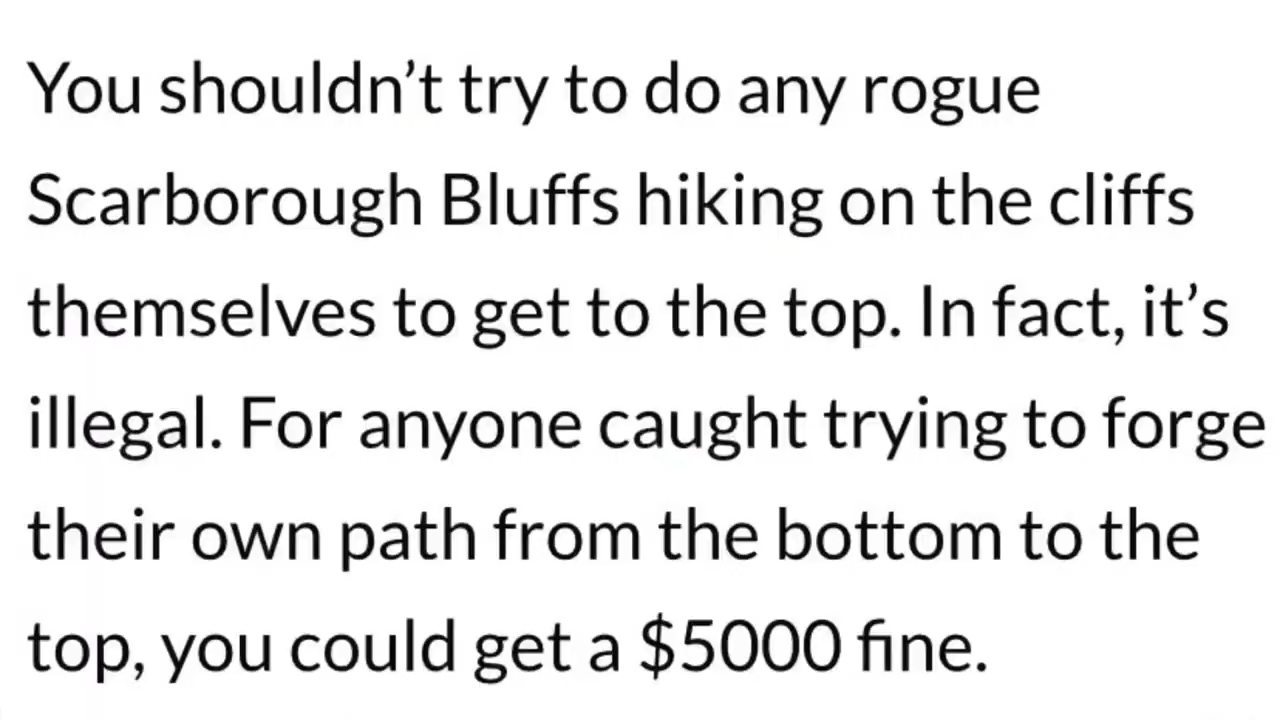 You shouldn’t try to do any rogue
Scarborough Bluffs hiking on the cliffs
themselves to get to the top. In fact, it’s
illegal. For anyone caught trying to forge
their own path from the bottom to the
top, you could get a $5000 fine.